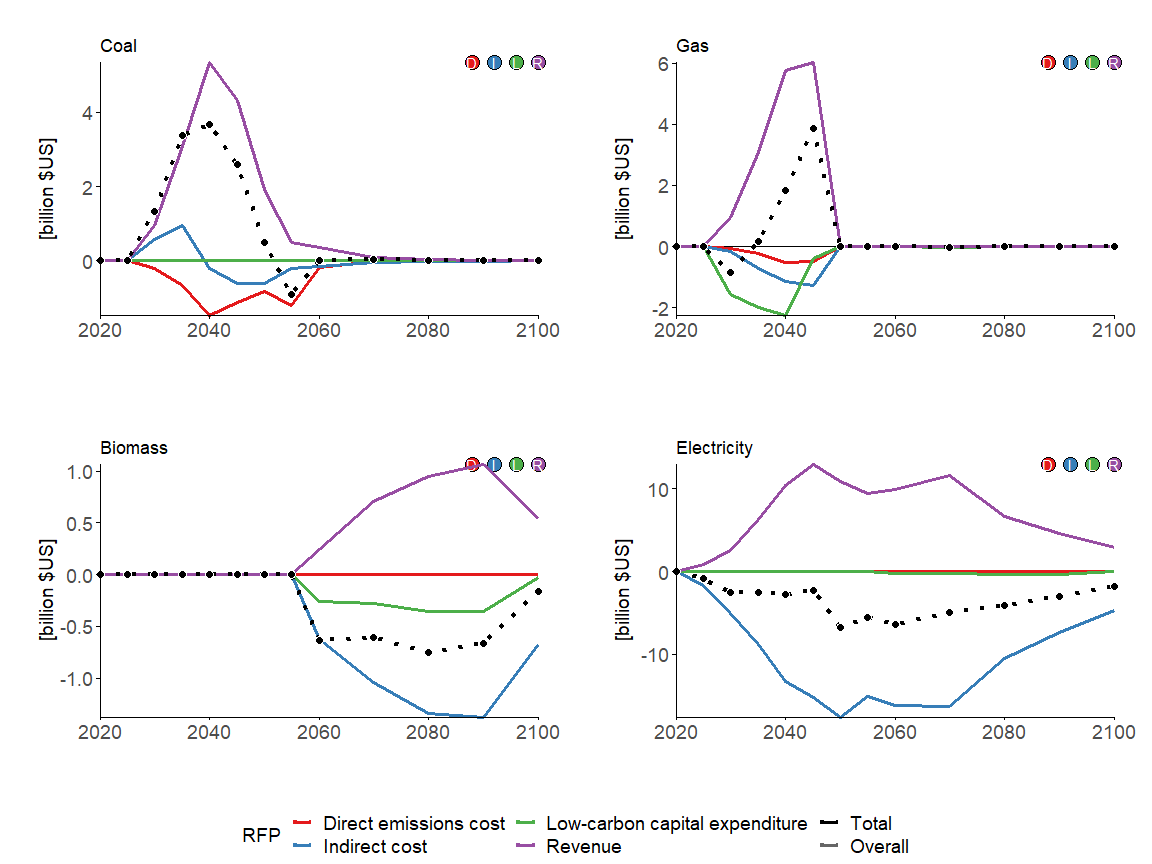 Coal
D I L R
[billion $US]
4
2
0
2020 2040 2060 2080 2100
Gas
D I L R
[billion $US]
6
4
2
0
-2
2020 2040 2060 2080 2100
Biomass
D I L R
[billion $US]
1.0
0.5
0.0
-0.5
-1.0
2020 2040 2060 2080 2100
Electricity
D I L R
[billion $US]
10
0
-10
2020 2040 2060 2080 2100
RFP
Direct emissions cost Low-carbon capital expenditure Total
Indirect cost Revenue Overall